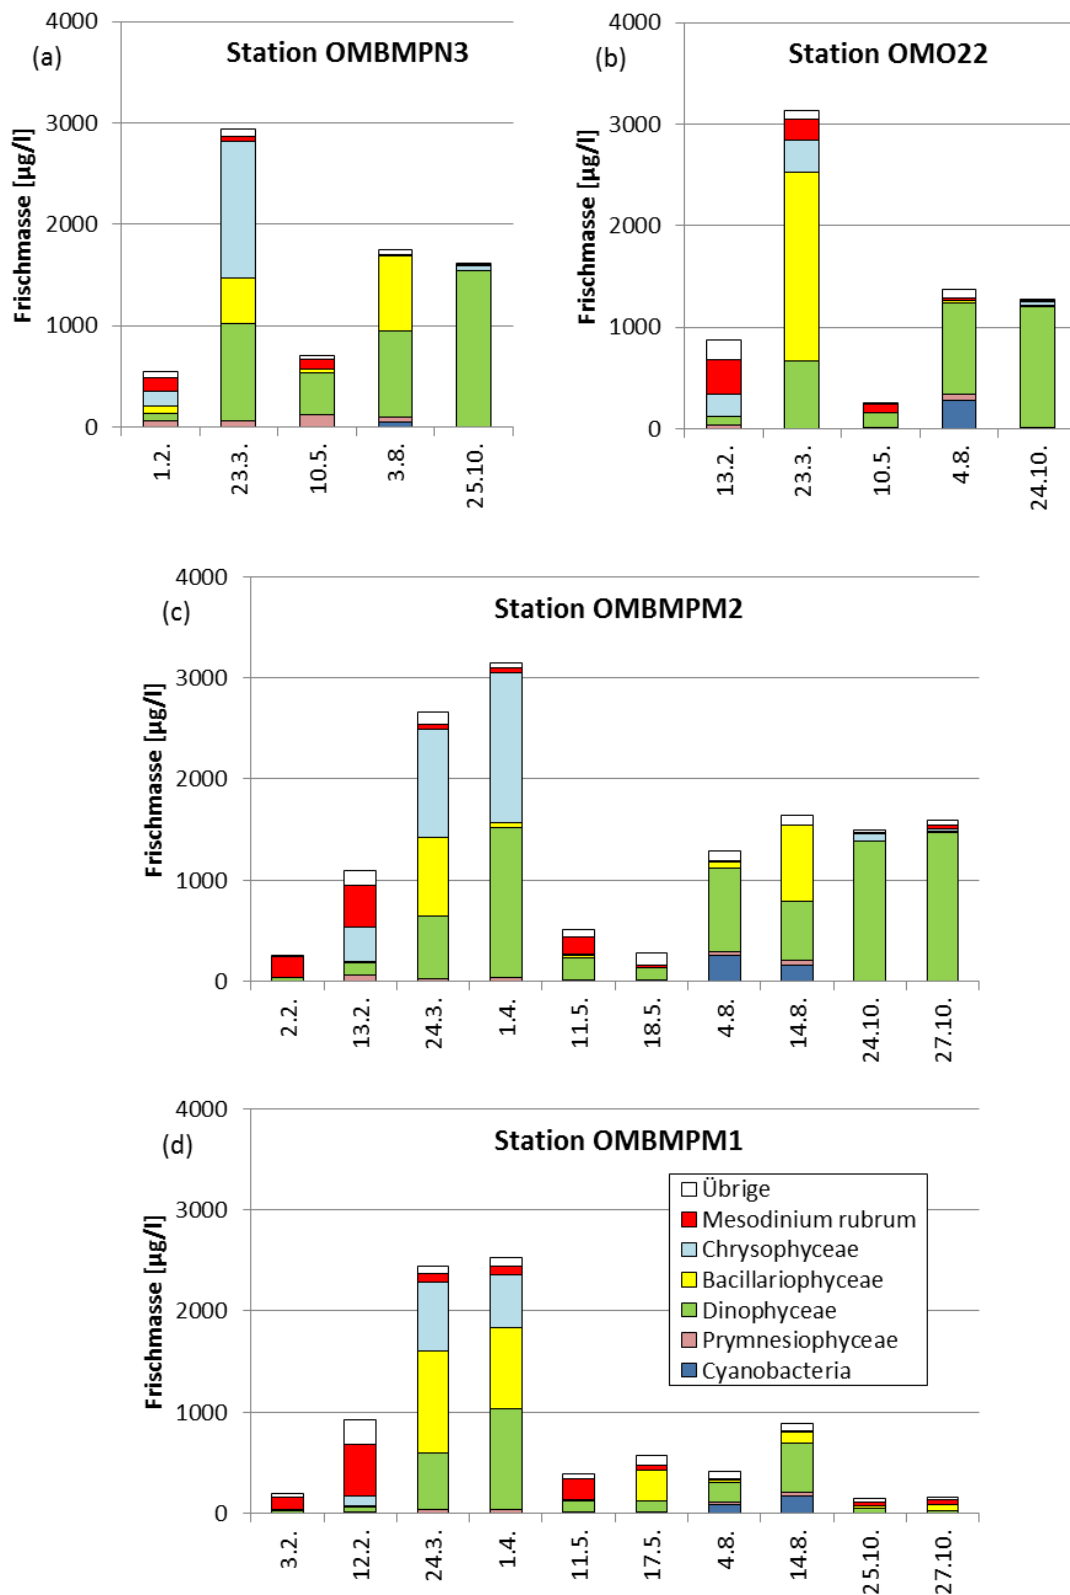 (a)
Station OMBMPN3
Frischmasse [µg/l]
4000
3000
2000
1000
0
1.2.
23.3.
10.5.
3.8.
25.10.
(b)
Station OMO22
Frischmasse [µg/l]
4000
3000
2000
1000
0
13.2.
23.3.
10.5.
4.8.
24.10.
(c)
Station OMBMPM2
Frischmasse [µg/l]
4000
3000
2000
1000
0
2.2.
13.2.
24.3.
1.4.
11.5.
18.5.
4.8.
14.8.
24.10.
27.10.
(d)
Station OMBMPM1
Frischmasse [µg/l]
4000
3000
2000
1000
0
Übrige
Mesodinium rubrum
Chrysophyceae
Bacillariophyceae
Dinophyceae
Prymnesiophyceae
Cyanobacteria
3.2.
12.2.
24.3.
1.4.
11.5.
17.5.
4.8.
14.8.
25.10.
27.10.